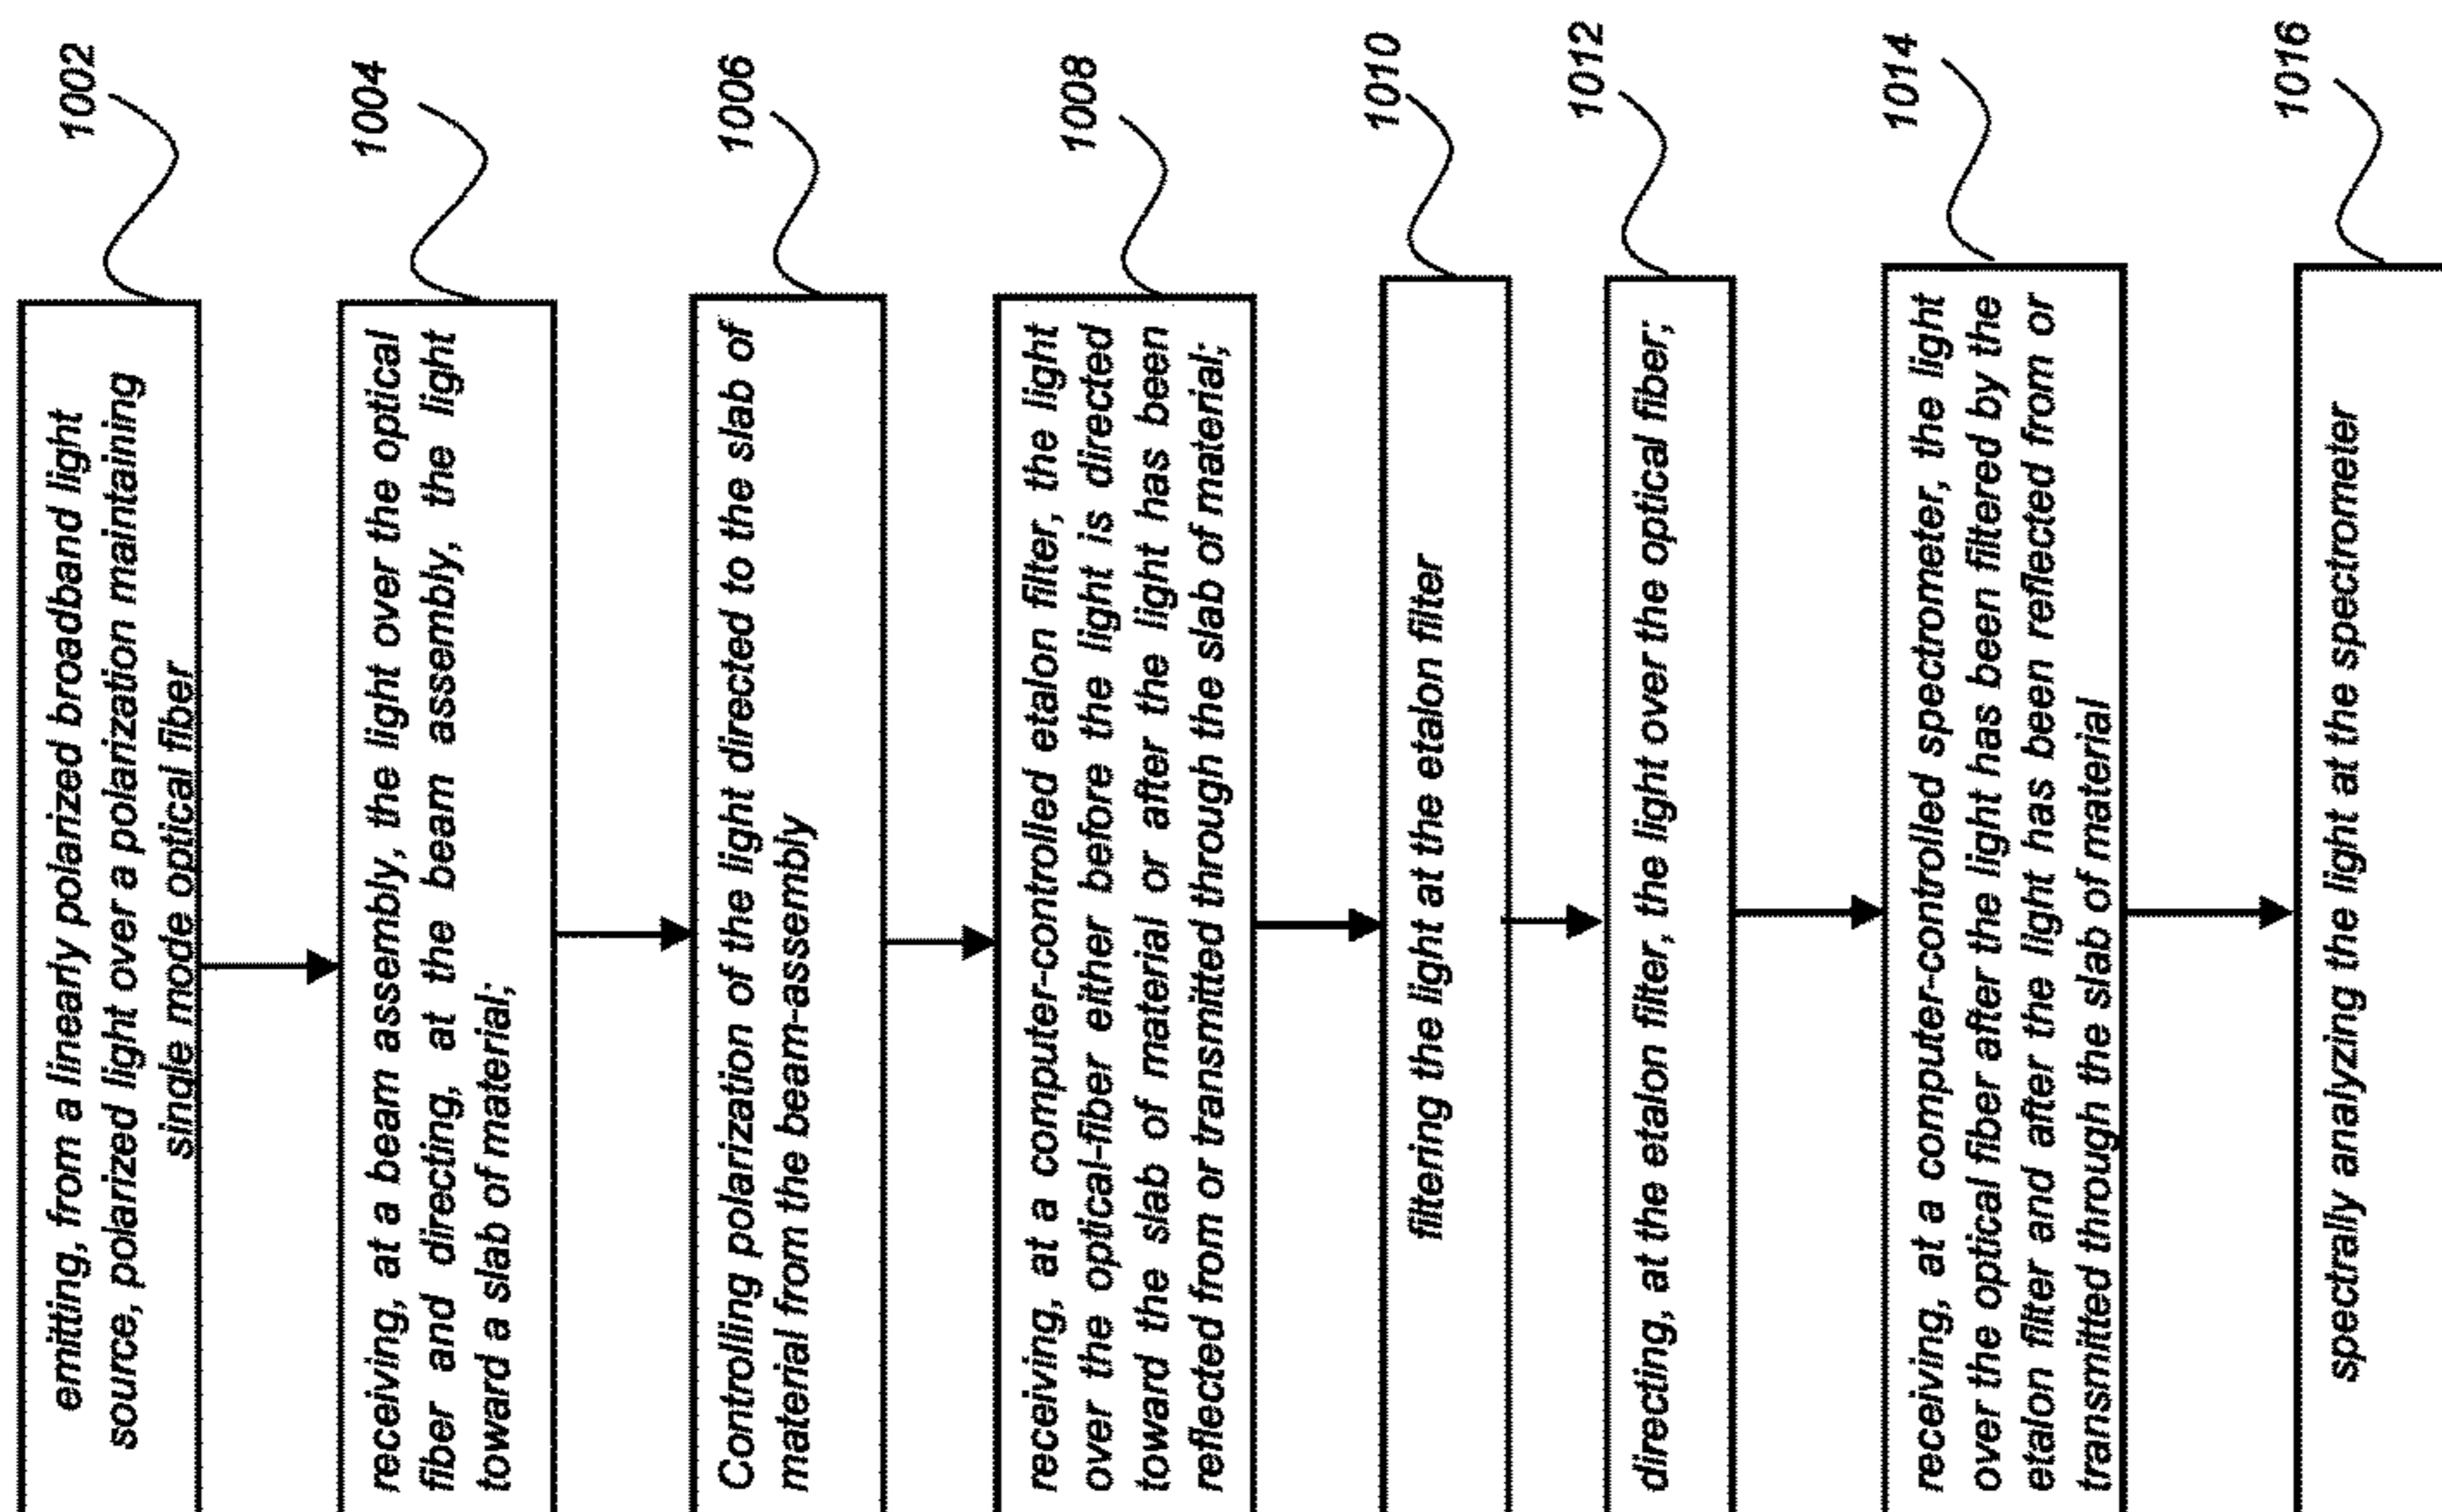 1002
emitting, from a linearly polarized broadband light
source, polarized light over a polarization maintaining
single mode optical fiber
1004
receiving, at a beam assembly, the light over the optical
fiber and directing, at the beam assembly, the light
toward a slab of material;
1006
Controlling polarization of the light directed to the slab of
material from the beam-assembly
1008
receiving, at a computer-controlled etalon filter, the light
over the optical-fiber either before the light is directed
toward the slab of material or after the light has been
reflected from or transmitted through the slab of material;
1010
filtering the light at the etalon filter
1012
directing, at the etalon filter, the light over the optical fiber;
1014
receiving, at a computer-controlled spectrometer, the light
over the optical fiber after the light has been filtered by the
etalon filter and after the light has been reflected from or
transmitted through the slab of material
1016
spectrally analyzing the light at the spectrometer